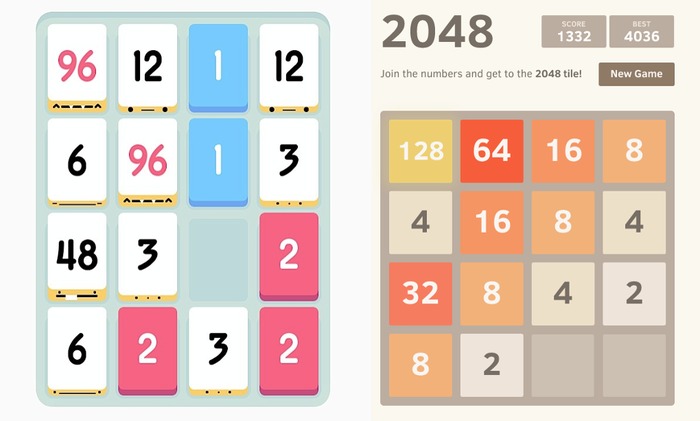 96 12 1 12
6 96 1 3
48 3 2
6 2 3 2
2048
SCORE
1332
BEST
4036
Join the numbers and get to the 2048 tile!
New Game
128 64 16 8
4 16 8 4
32 8 4 2
8 2